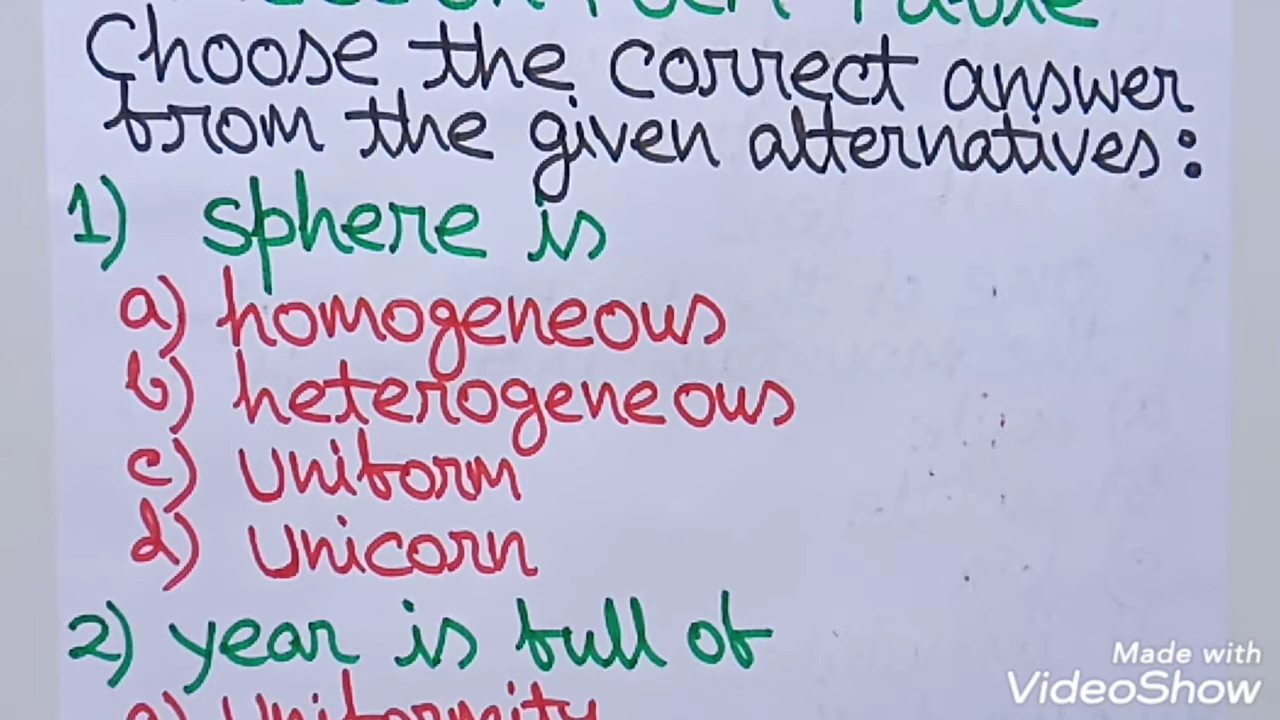 Choose the correct answer
from the given alternatives:
1) sphere is
a) homogeneous
b) heterogeneous
c) uniform
d) unicorn
2) year is full of
a) uniformity
Made with
VideoShow